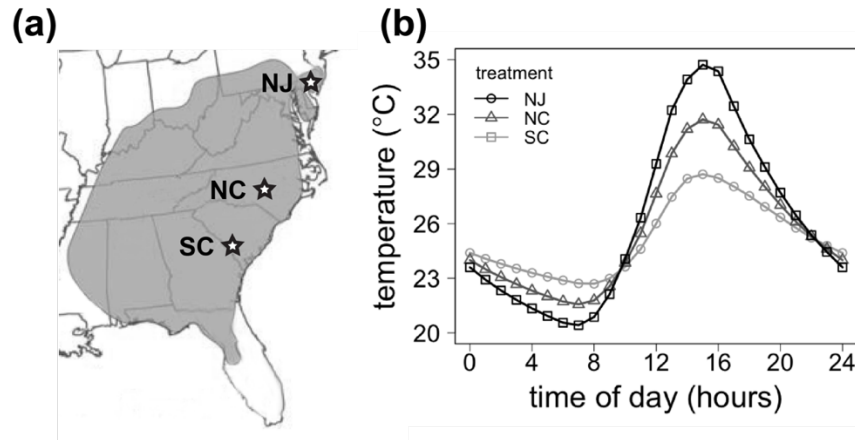 (a)
NJ
NC
SC
(b)
treatment
NJ
NC
SC
temperature (°C)
35
32
29
26
23
20
0 4 8 12 16 20 24
time of day (hours)